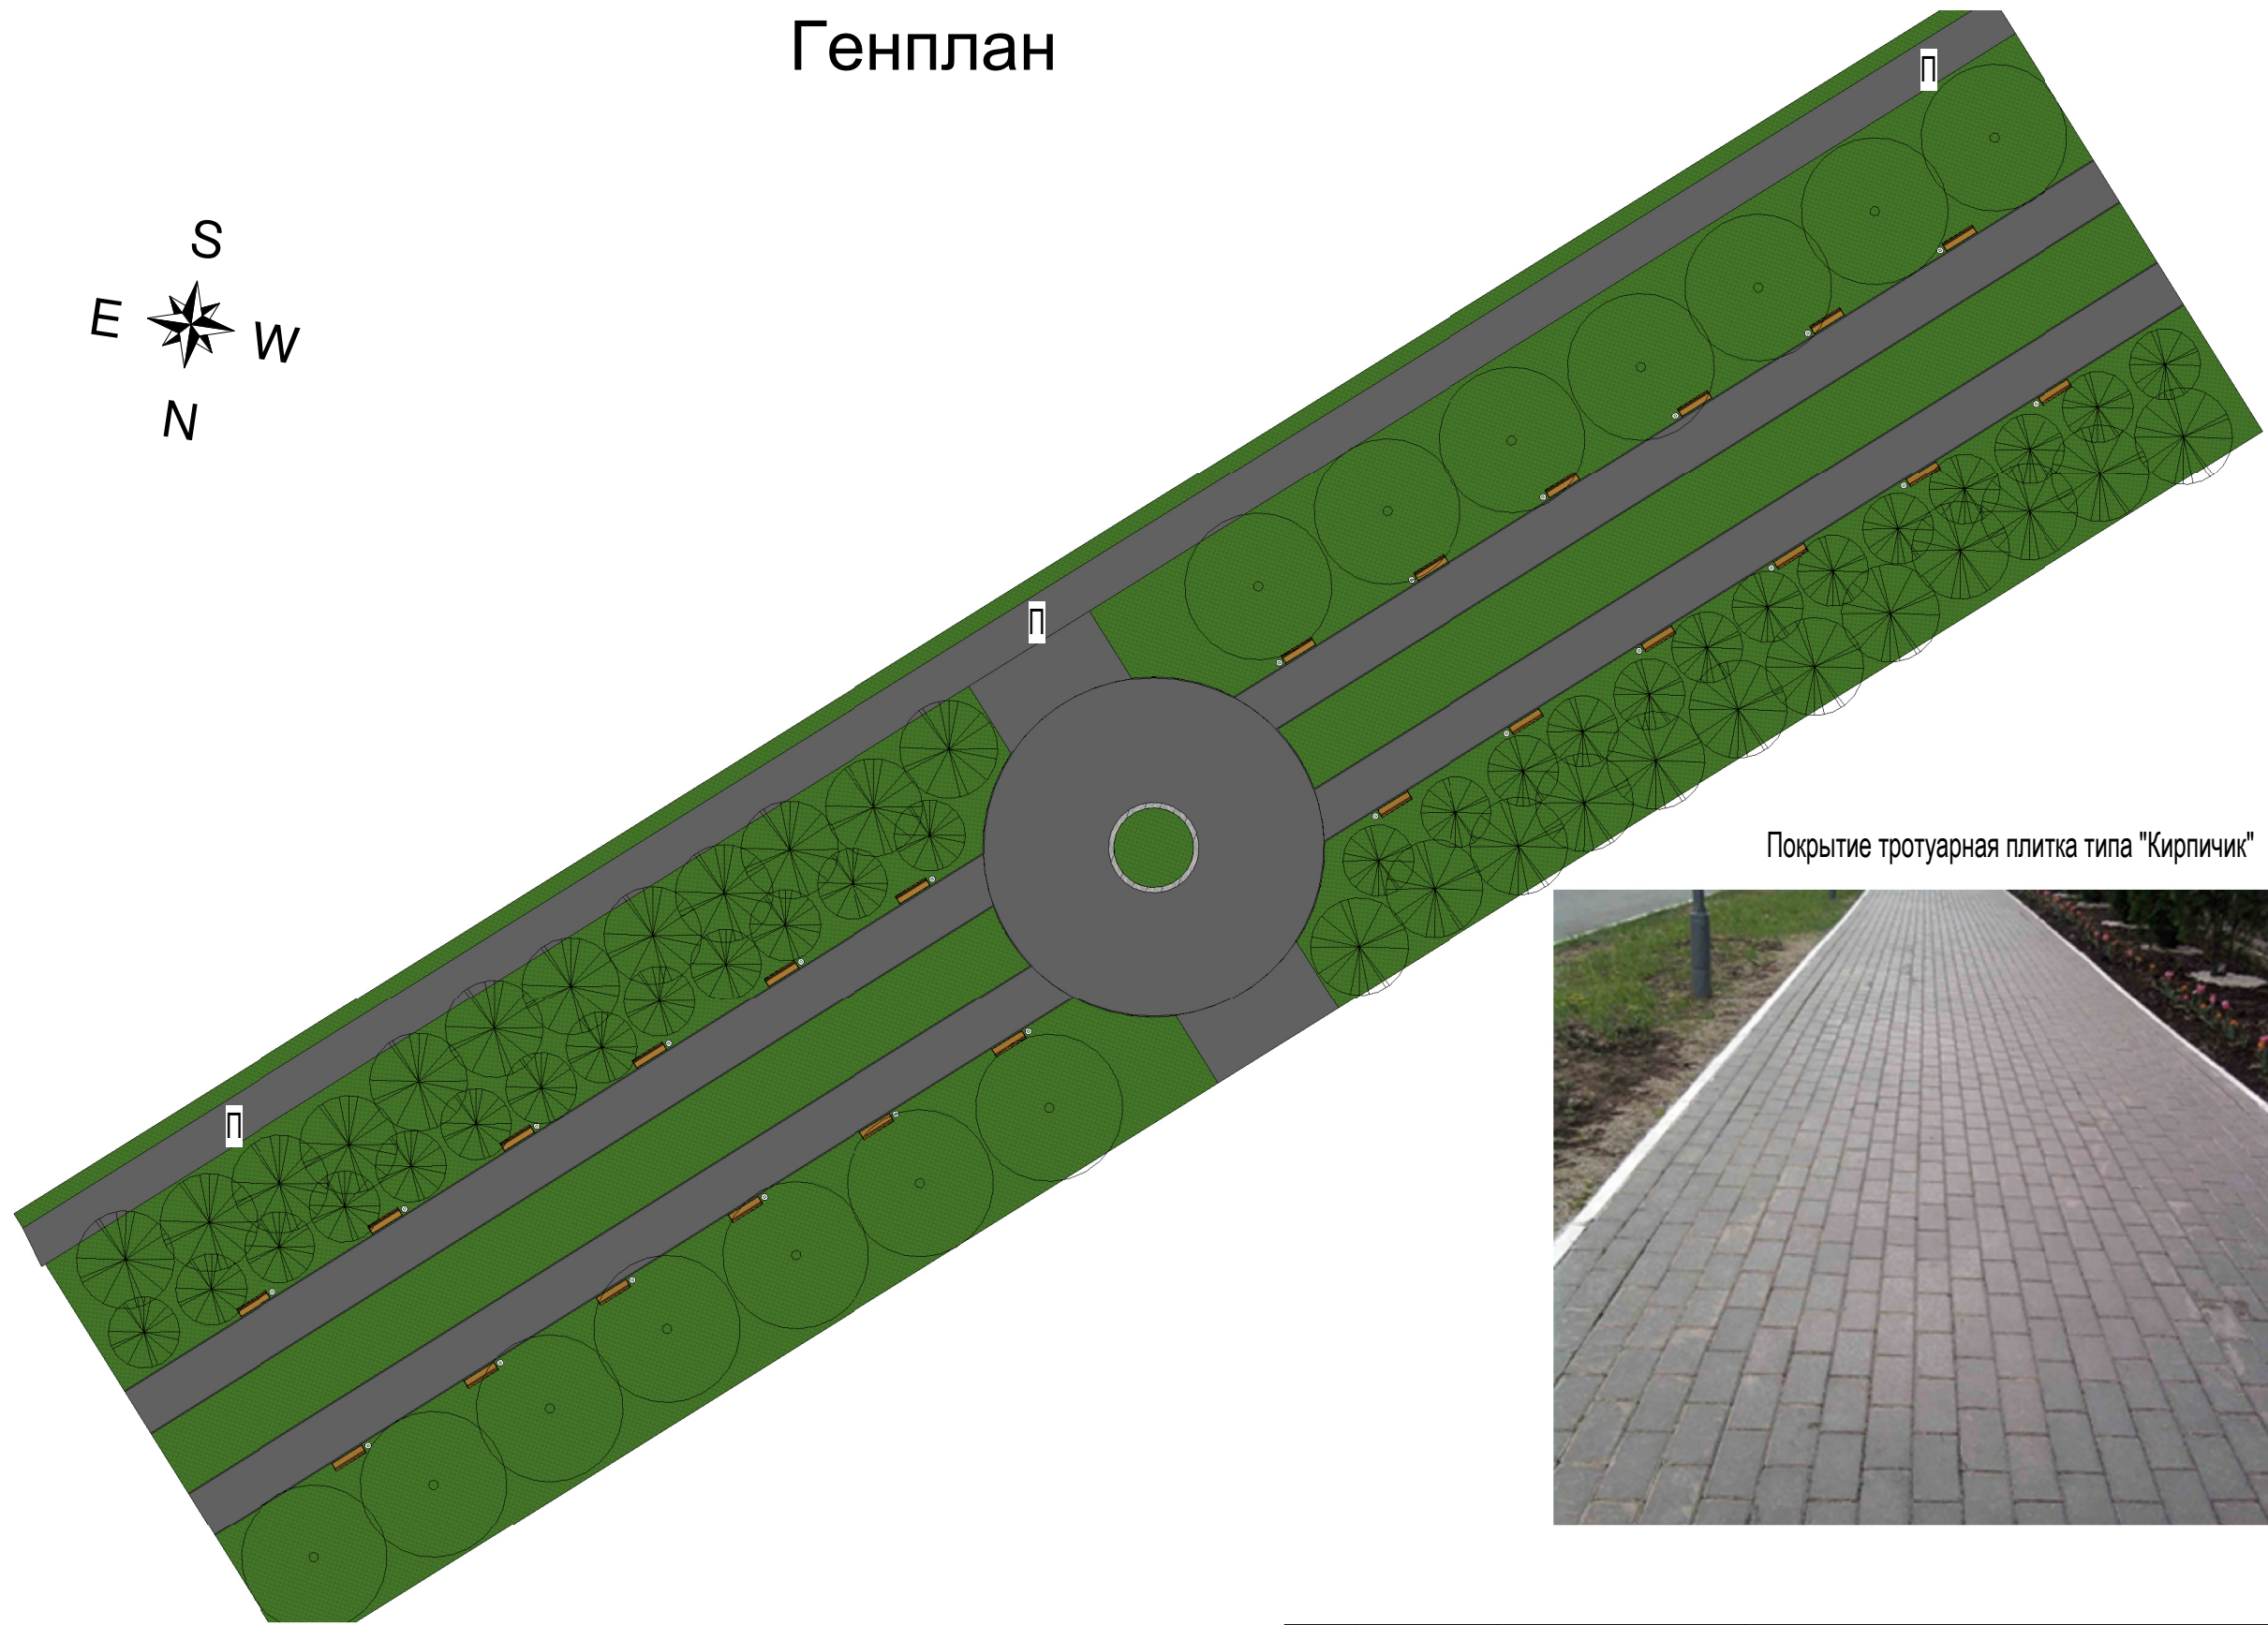 Генплан
П
S
E
W
N
П
Покрытие тротуарная плитка типа "Кирпичик"
П